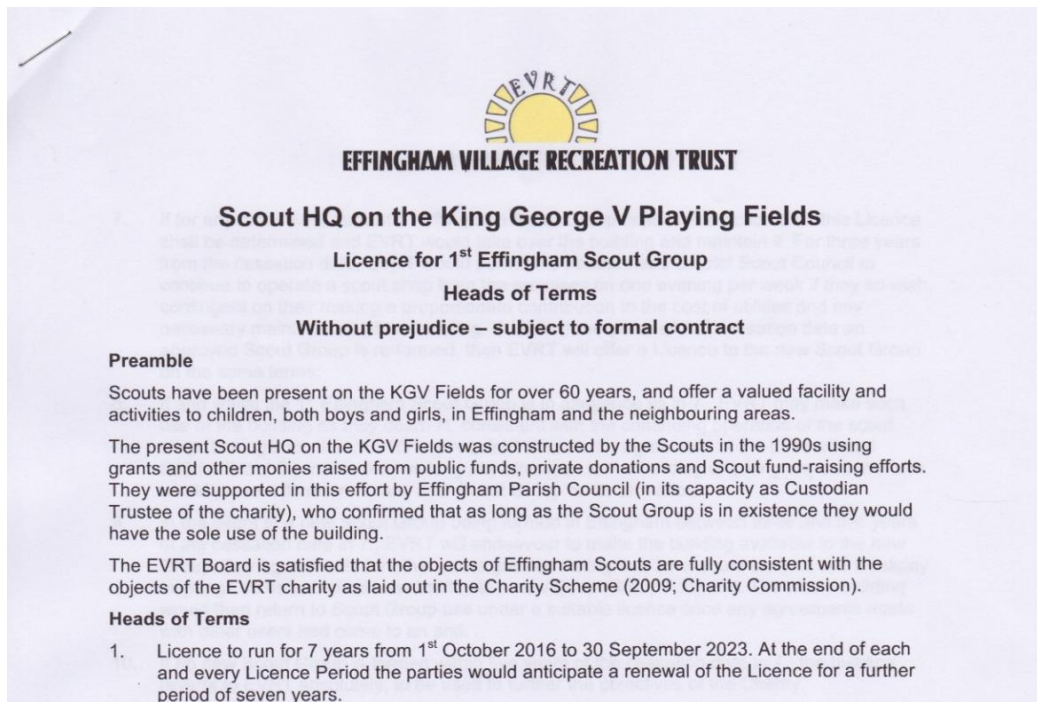 EVRT
EFFINGHAM VILLAGE RECREATION TRUST
Scout HQ on the King George V Playing Fields
Licence for 1st Effingham Scout Group
Heads of Terms
Without prejudice – subject to formal contract
Preamble
Scouts have been present on the KGV Fields for over 60 years, and offer a valued facility and
activities to children, both boys and girls, in Effingham and the neighbouring areas.
The present Scout HQ on the KGV Fields was constructed by the Scouts in the 1990s using
grants and other monies raised from public funds, private donations and Scout fund-raising efforts.
They were supported in this effort by Effingham Parish Council (in its capacity as Custodian
Trustee of the charity), who confirmed that as long as the Scout Group is in existence they would
have the sole use of the building.
The EVRT Board is satisfied that the objects of Effingham Scouts are fully consistent with the
objects of the EVRT charity as laid out in the Charity Scheme (2009; Charity Commission).
Heads of Terms
1. Licence to run for 7 years from 1st October 2016 to 30 September 2023. At the end of each
and every Licence Period the parties would anticipate a renewal of the Licence for a further
period of seven years.